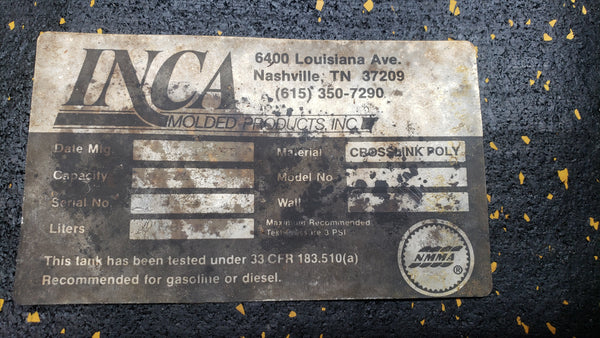 INCA
MOLDED PRODUCTS, INC.
6400 Louisiana Ave.
Nashville, TN 37209
(615) 350-7290
Date Mfg.
Material CROSSLINK POLY
Capacity
Model No
Serial No.
Wall
Liters
Maximum Recommended
Test Pressure 3 PSI
This tank has been tested under 33 CFR 183.510(a)
Recommended for gasoline or diesel.
NMMA
®